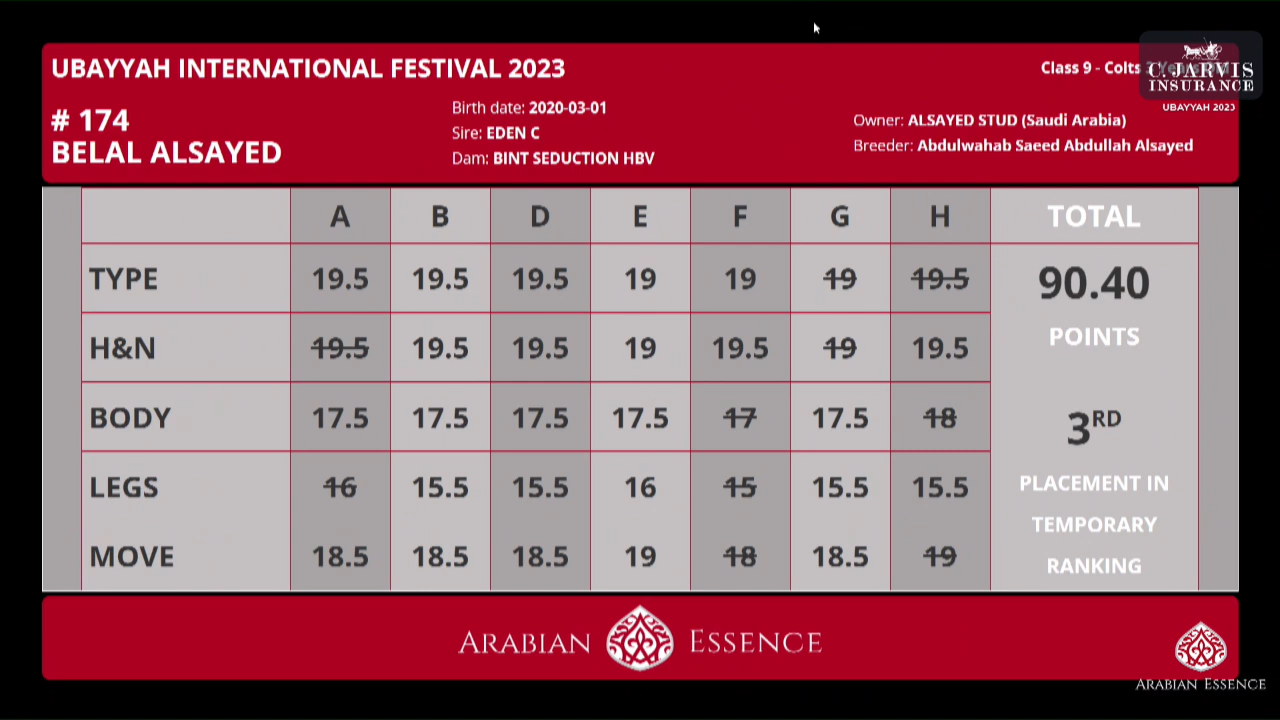 UBAYYAH INTERNATIONAL FESTIVAL 2023
Class 9 - Colts 3
C.JARVIS
INSURANCE
UBAYYAH 2023
# 174
BELAL ALSAYED
Birth date: 2020-03-01
Sire: EDEN C
Dam: BINT SEDUCTION HBV
Owner: ALSAYED STUD (Saudi Arabia)
Breeder: Abdulwahab Saeed Abdullah Alsayed
A B D E F G H TOTAL
TYPE 19.5 19.5 19.5 19 19 19 19.5
H&N 19.5 19.5 19.5 19 19.5 19 19.5
BODY 17.5 17.5 17.5 17.5 17 17.5 18
LEGS 16 15.5 15.5 16 15 15.5 15.5
MOVE 18.5 18.5 18.5 19 18 18.5 19
90.40
POINTS
3RD
PLACEMENT IN
TEMPORARY
RANKING
ARABIAN ESSENCE
ARABIAN ESSENCE